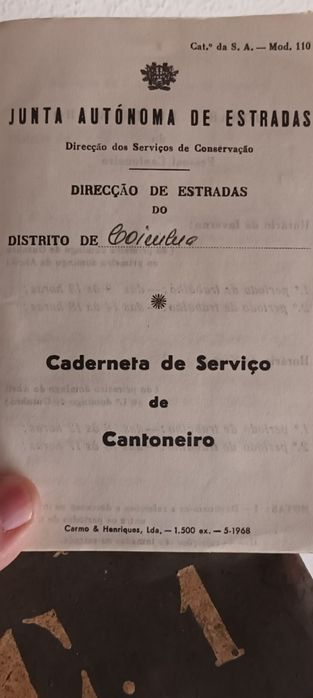 Cat.º da S. A. — Mod. 110
JUNTA AUTÓNOMA DE ESTRADAS
Direcção dos Serviços de Conservação
DIRECÇÃO DE ESTRADAS
DO
DISTRITO DE Coimbra
Caderneta de Serviço
de
Cantoneiro
Carmo & Henriques, Lda, — 1.500 ex. — 5-1968
C. 1